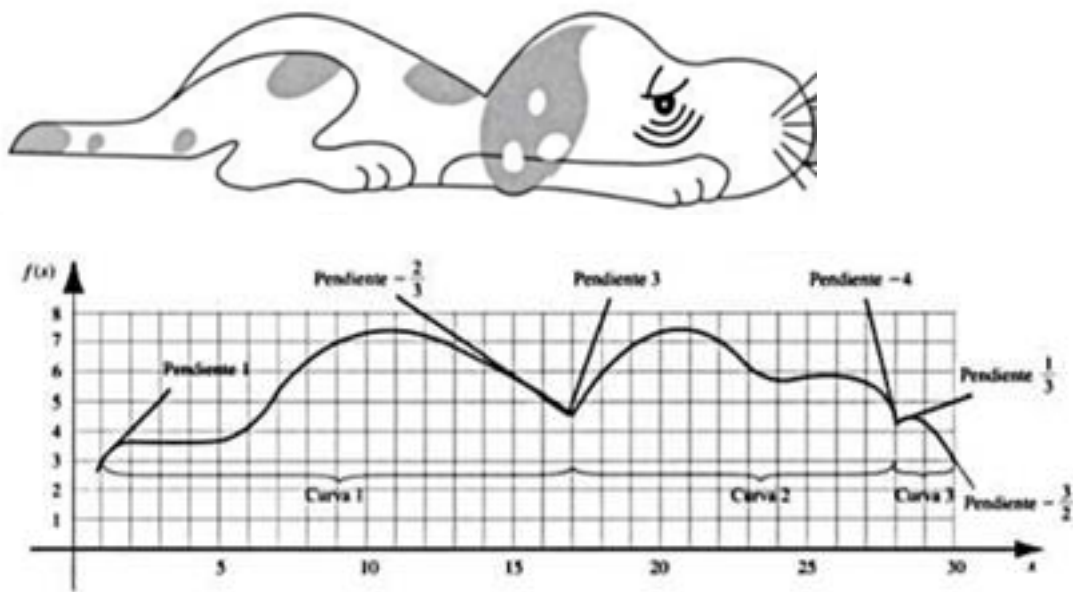 f(x)
Pendiente -2/3
Pendiente 3
Pendiente -4
8
7
6
5
4
3
2
1
Pendiente 1
Pendiente 1/3
Curva 1
Curva 2
Curva 3
Pendiente -3/2
5
10
15
20
25
30
x